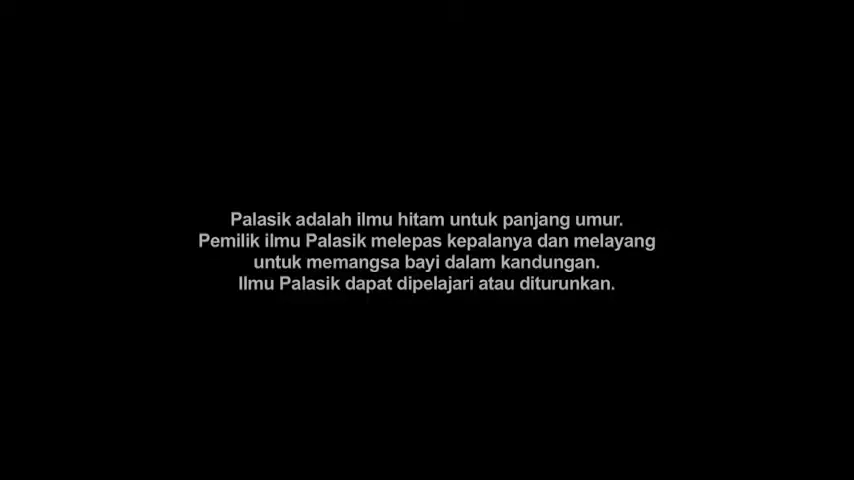 Palasik adalah ilmu hitam untuk panjang umur.
Pemilik ilmu Palasik melepas kepalanya dan melayang
untuk memangsa bayi dalam kandungan.
Ilmu Palasik dapat dipelajari atau diturunkan.